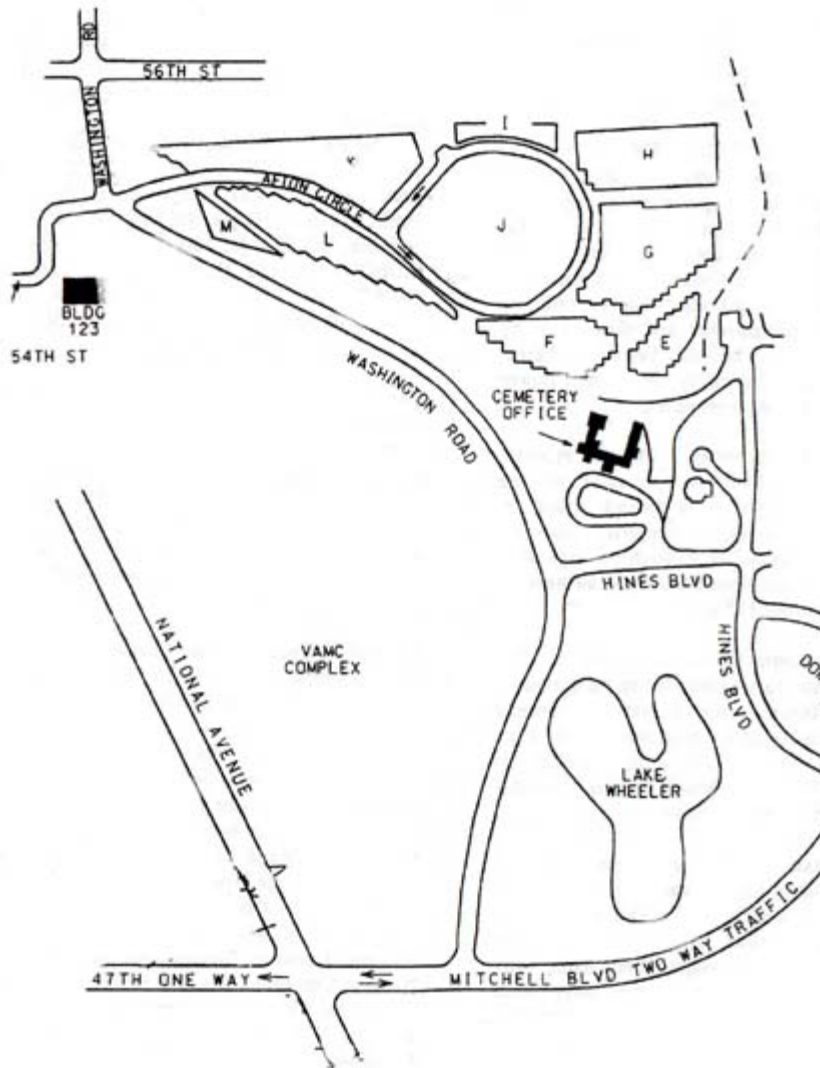 RD
56TH ST
WASHINGTON
I
H
AFTON CIRCLE
M
L
J
G
BLDG
123
54TH ST
F
E
WASHINGTON ROAD
CEMETERY
OFFICE
HINES BLVD
HINES BLVD
NATIONAL AVENUE
VAMC
COMPLEX
LAKE
WHEELER
47TH ONE WAY
MITCHELL BLVD TWO WAY TRAFFIC